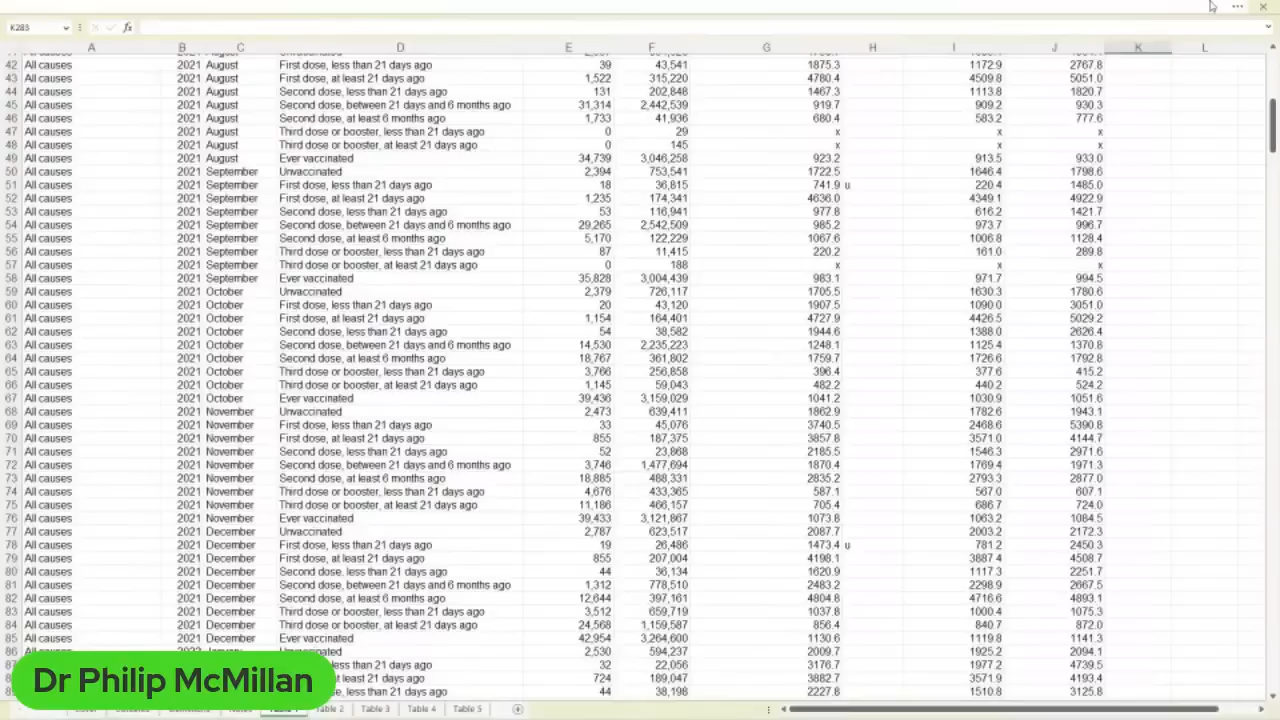 K283
fx
A B C D E F G H I J K L
42 All causes 2021 August First dose, less than 21 days ago 39 43,541 1875.3 1172.9 2767.8
43 All causes 2021 August First dose, at least 21 days ago 1,522 315,220 4780.4 4509.8 5051.0
44 All causes 2021 August Second dose, less than 21 days ago 131 202,848 1467.3 1113.8 1820.7
45 All causes 2021 August Second dose, between 21 days and 6 months ago 31,314 2,442,539 919.7 909.2 930.3
46 All causes 2021 August Second dose, at least 6 months ago 1,733 41,936 680.4 583.2 777.6
47 All causes 2021 August Third dose or booster, less than 21 days ago 0 29 x x x
48 All causes 2021 August Third dose or booster, at least 21 days ago 0 145 x x x
49 All causes 2021 August Ever vaccinated 34,739 3,046,258 923.2 913.5 933.0
50 All causes 2021 September Unvaccinated 2,394 753,541 1722.5 1646.4 1798.6
51 All causes 2021 September First dose, less than 21 days ago 18 36,815 741.9 u 220.4 1485.0
52 All causes 2021 September First dose, at least 21 days ago 1,235 174,341 4636.0 4349.1 4922.9
53 All causes 2021 September Second dose, less than 21 days ago 53 116,941 977.8 616.2 1421.7
54 All causes 2021 September Second dose, between 21 days and 6 months ago 29,265 2,542,509 985.2 973.7 996.7
55 All causes 2021 September Second dose, at least 6 months ago 5,170 122,229 1067.6 1006.8 1128.4
56 All causes 2021 September Third dose or booster, less than 21 days ago 87 11,415 220.2 161.0 289.8
57 All causes 2021 September Third dose or booster, at least 21 days ago 0 188 x x x
58 All causes 2021 September Ever vaccinated 35,828 3,004,439 983.1 971.7 994.5
59 All causes 2021 October Unvaccinated 2,379 726,117 1705.5 1630.3 1780.6
60 All causes 2021 October First dose, less than 21 days ago 20 43,120 1907.5 1090.0 3051.0
61 All causes 2021 October First dose, at least 21 days ago 1,154 164,401 4727.9 4426.5 5029.2
62 All causes 2021 October Second dose, less than 21 days ago 54 38,582 1944.6 1388.0 2626.4
63 All causes 2021 October Second dose, between 21 days and 6 months ago 14,530 2,235,223 1248.1 1125.4 1370.8
64 All causes 2021 October Second dose, at least 6 months ago 18,767 361,802 1759.7 1726.6 1792.8
65 All causes 2021 October Third dose or booster, less than 21 days ago 3,766 256,858 396.4 377.6 415.2
66 All causes 2021 October Third dose or booster, at least 21 days ago 1,145 59,043 482.2 440.2 524.2
67 All causes 2021 October Ever vaccinated 39,436 3,159,029 1041.2 1030.9 1051.6
68 All causes 2021 November Unvaccinated 2,473 639,411 1862.9 1782.6 1943.1
69 All causes 2021 November First dose, less than 21 days ago 33 45,076 3740.5 2468.6 5390.8
70 All causes 2021 November First dose, at least 21 days ago 855 187,375 3857.8 3571.0 4144.7
71 All causes 2021 November Second dose, less than 21 days ago 52 23,868 2185.5 1546.3 2971.6
72 All causes 2021 November Second dose, between 21 days and 6 months ago 3,746 1,477,694 1870.4 1769.4 1971.3
73 All causes 2021 November Second dose, at least 6 months ago 18,885 488,331 2835.2 2793.3 2877.0
74 All causes 2021 November Third dose or booster, less than 21 days ago 4,676 433,365 587.1 567.0 607.1
75 All causes 2021 November Third dose or booster, at least 21 days ago 11,186 466,157 705.4 686.7 724.0
76 All causes 2021 November Ever vaccinated 39,433 3,121,867 1073.8 1063.2 1084.5
77 All causes 2021 December Unvaccinated 2,787 623,517 2087.7 2003.2 2172.3
78 All causes 2021 December First dose, less than 21 days ago 19 26,486 1473.4 u 781.2 2450.3
79 All causes 2021 December First dose, at least 21 days ago 855 207,004 4198.1 3887.4 4508.7
80 All causes 2021 December Second dose, less than 21 days ago 44 36,134 1620.9 1117.3 2251.7
81 All causes 2021 December Second dose, between 21 days and 6 months ago 1,312 778,510 2483.2 2298.9 2667.5
82 All causes 2021 December Second dose, at least 6 months ago 12,644 397,161 4804.8 4716.6 4893.1
83 All causes 2021 December Third dose or booster, less than 21 days ago 3,512 659,719 1037.8 1000.4 1075.3
84 All causes 2021 December Third dose or booster, at least 21 days ago 24,568 1,159,587 856.4 840.7 872.0
85 All causes 2021 December Ever vaccinated 42,954 3,264,600 1130.6 1119.8 1141.3
86 2,530 594,237 2009.7 1925.2 2094.1
less than 21 days ago 32 22,056 3176.7 1977.2 4739.5
at least 21 days ago 724 189,047 3882.7 3571.9 4193.4
less than 21 days ago 44 38,198 2227.8 1510.8 3125.8
Dr Philip McMillan
Table 2 Table 3 Table 4 Table 5